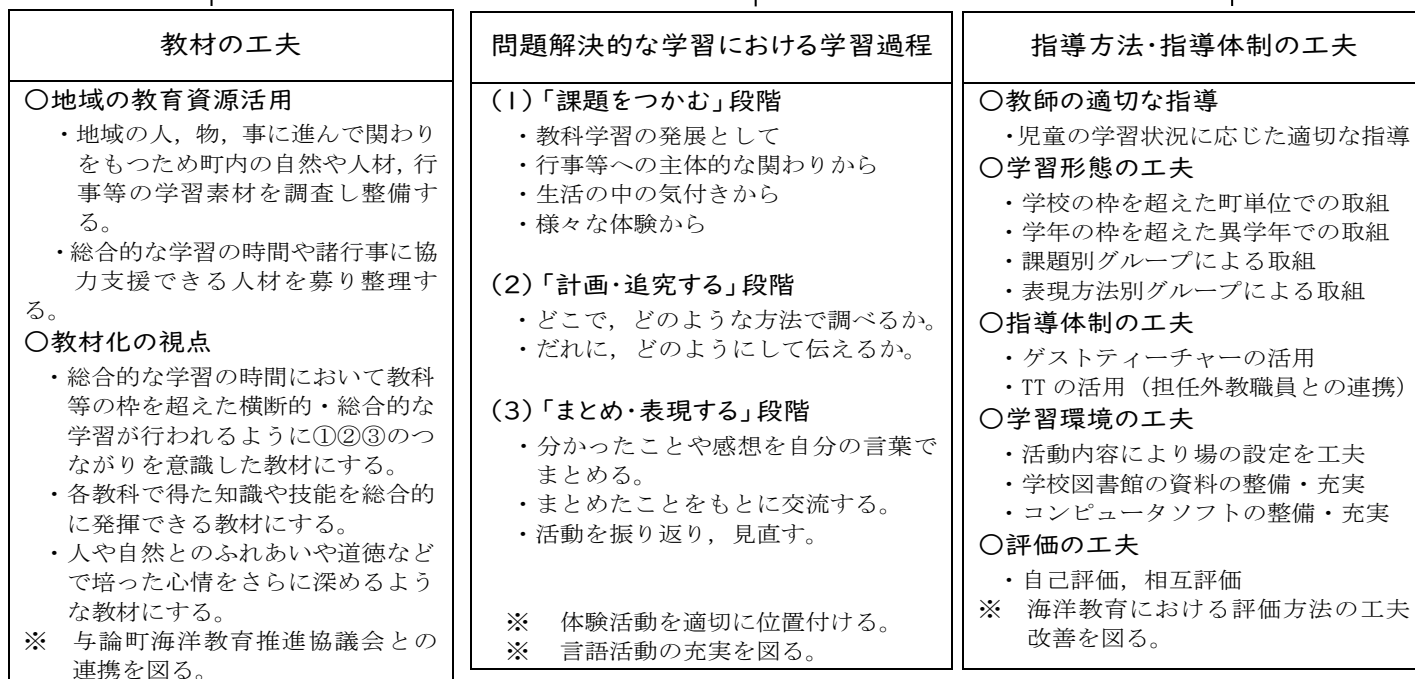 教材の工夫
〇地域の教育資源活用
・地域の人，物，事に進んで関わり
をもつため町内の自然や人材，行
事等の学習素材を調査し整備す
る。
・総合的な学習の時間や諸行事に協
力支援できる人材を募り整理す
る。
〇教材化の視点
・総合的な学習の時間において教科
等の枠を超えた横断的・総合的な
学習が行われるように①②③のつ
ながりを意識した教材にする。
・各教科で得た知識や技能を総合的
に発揮できる教材にする。
・人や自然とのふれあいや道徳など
で培った心情をさらに深めるよう
な教材にする。
※　与論町海洋教育推進協議会との
連携を図る。
問題解決的な学習における学習過程
(1)「課題をつかむ」段階
・教科学習の発展として
・行事等への主体的な関わりから
・生活の中の気付きから
・様々な体験から
(2)「計画・追究する」段階
・どこで，どのような方法で調べるか。
・だれに，どのようにして伝えるか。
(3)「まとめ・表現する」段階
・分かったことや感想を自分の言葉で
まとめる。
・まとめたことをもとに交流する。
・活動を振り返り，見直す。
※　体験活動を適切に位置付ける。
※　言語活動の充実を図る。
指導方法・指導体制の工夫
〇教師の適切な指導
・児童の学習状況に応じた適切な指導
〇学習形態の工夫
・学校の枠を超えた町単位での取組
・学年の枠を超えた異学年での取組
・課題別グループによる取組
・表現方法別グループによる取組
〇指導体制の工夫
・ゲストティーチャーの活用
・TT の活用（担任外教職員との連携）
〇学習環境の工夫
・活動内容により場の設定を工夫
・学校図書館の資料の整備・充実
・コンピュータソフトの整備・充実
〇評価の工夫
・自己評価，相互評価
※　海洋教育における評価方法の工夫
改善を図る。